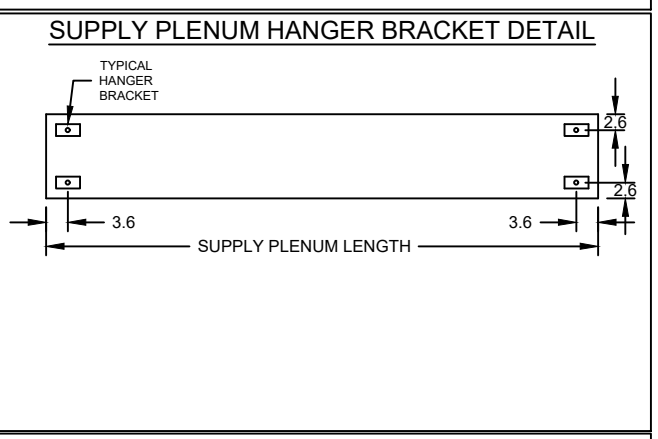 SUPPLY PLENUM HANGER BRACKET DETAIL
TYPICAL
HANGER
BRACKET
2.6
2.6
3.6
3.6
SUPPLY PLENUM LENGTH